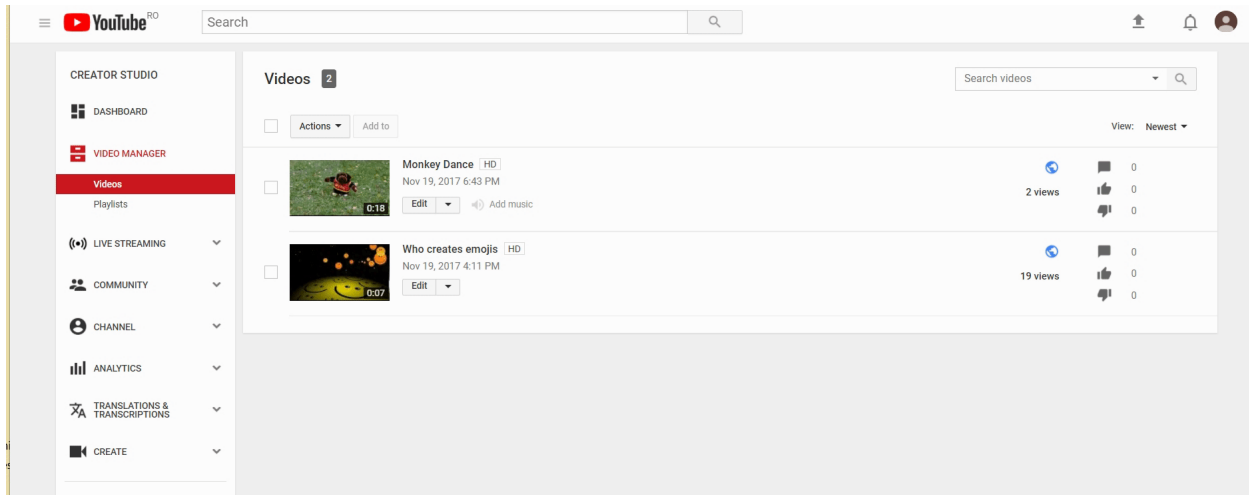 YouTube RO
Search
CREATOR STUDIO
DASHBOARD
VIDEO MANAGER
Videos
Playlists
LIVE STREAMING
COMMUNITY
CHANNEL
ANALYTICS
TRANSLATIONS &
TRANSCRIPTIONS
CREATE
Videos 2
Search videos
Actions Add to
View: Newest
Monkey Dance HD
Nov 19, 2017 6:43 PM
Edit Add music
0:18
2 views
0
0
0
Who creates emojis HD
Nov 19, 2017 4:11 PM
Edit
0:07
19 views
0
0
0